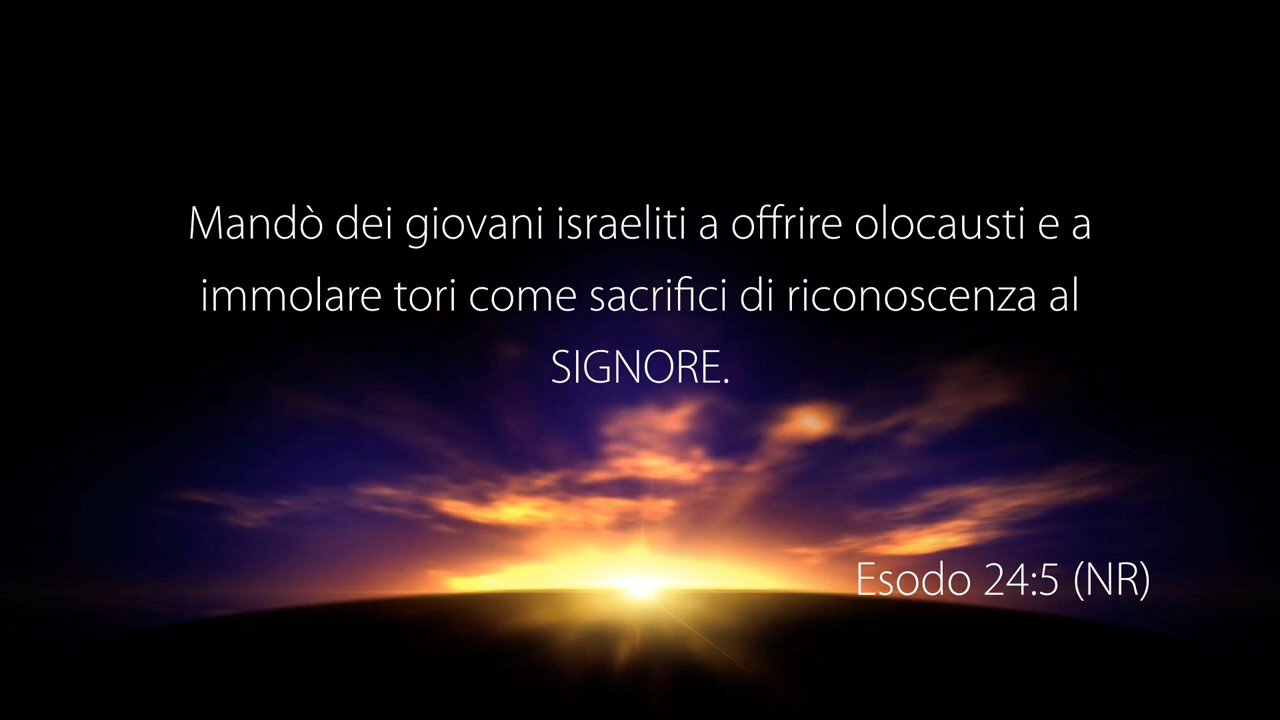 Mandò dei giovani israeliti a offrire olocausti e a
immolare tori come sacrifici di riconoscenza al
SIGNORE.
Esodo 24:5 (NR)